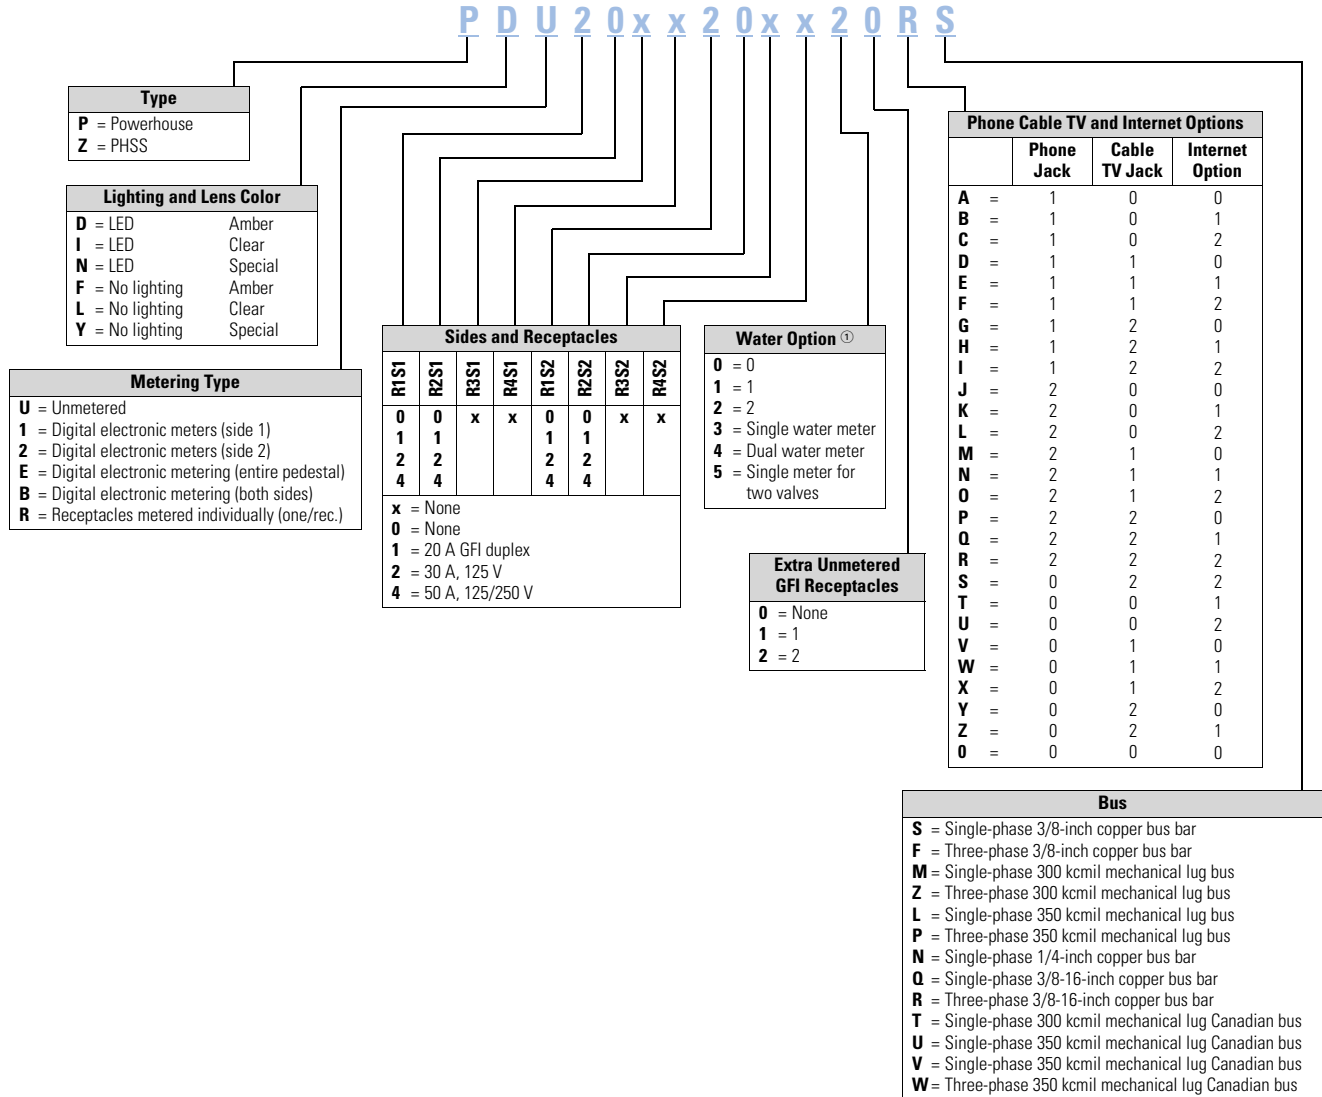 P D U 2 0 x x 2 0 x x 2 0 R S
Type
P = Powerhouse
Z = PHSS
Lighting and Lens Color
D = LED Amber
I = LED Clear
N = LED Special
F = No lighting Amber
L = No lighting Clear
Y = No lighting Special
Metering Type
U = Unmetered
1 = Digital electronic meters (side 1)
2 = Digital electronic meters (side 2)
E = Digital electronic metering (entire pedestal)
B = Digital electronic metering (both sides)
R = Receptacles metered individually (one/rec.)
Sides and Receptacles
R1S1 R2S1 R3S1 R4S1 R1S2 R2S2 R3S2 R4S2
0 0 x x 0 0 x x
1 1 1 1
2 2 2 2
4 4 4 4
x = None
0 = None
1 = 20 A GFI duplex
2 = 30 A, 125 V
4 = 50 A, 125/250 V
Water Option ①
0 = 0
1 = 1
2 = 2
3 = Single water meter
4 = Dual water meter
5 = Single meter for
two valves
Extra Unmetered
GFI Receptacles
0 = None
1 = 1
2 = 2
Phone Cable TV and Internet Options
Phone Cable Internet
Jack TV Jack Option
A = 1 0 0
B = 1 0 1
C = 1 0 2
D = 1 1 0
E = 1 1 1
F = 1 1 2
G = 1 2 0
H = 1 2 1
I = 1 2 2
J = 2 0 0
K = 2 0 1
L = 2 0 2
M = 2 1 0
N = 2 1 1
O = 2 1 2
P = 2 2 0
Q = 2 2 1
R = 2 2 2
S = 0 2 2
T = 0 0 1
U = 0 0 2
V = 0 1 0
W = 0 1 1
X = 0 1 2
Y = 0 2 0
Z = 0 2 1
0 = 0 0 0
Bus
S = Single-phase 3/8-inch copper bus bar
F = Three-phase 3/8-inch copper bus bar
M = Single-phase 300 kcmil mechanical lug bus
Z = Three-phase 300 kcmil mechanical lug bus
L = Single-phase 350 kcmil mechanical lug bus
P = Three-phase 350 kcmil mechanical lug bus
N = Single-phase 1/4-inch copper bus bar
Q = Single-phase 3/8-16-inch copper bus bar
R = Three-phase 3/8-16-inch copper bus bar
T = Single-phase 300 kcmil mechanical lug Canadian bus
U = Single-phase 350 kcmil mechanical lug Canadian bus
V = Single-phase 350 kcmil mechanical lug Canadian bus
W = Three-phase 350 kcmil mechanical lug Canadian bus